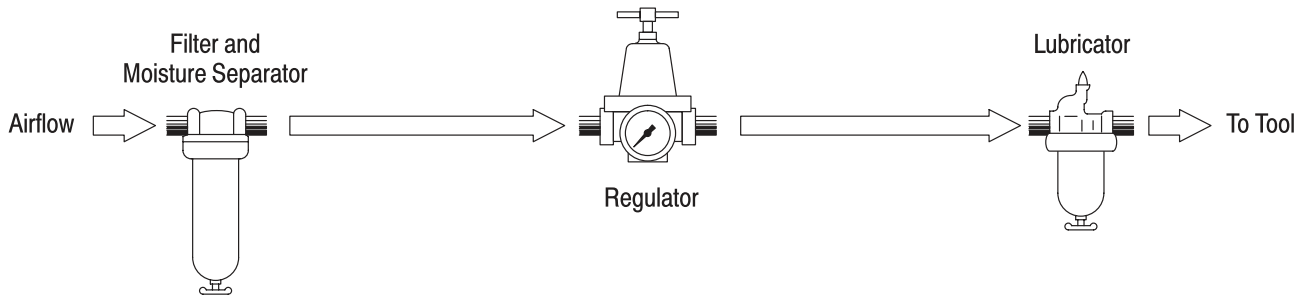 Filter and
Moisture Separator
Lubricator
Airflow
To Tool
Regulator